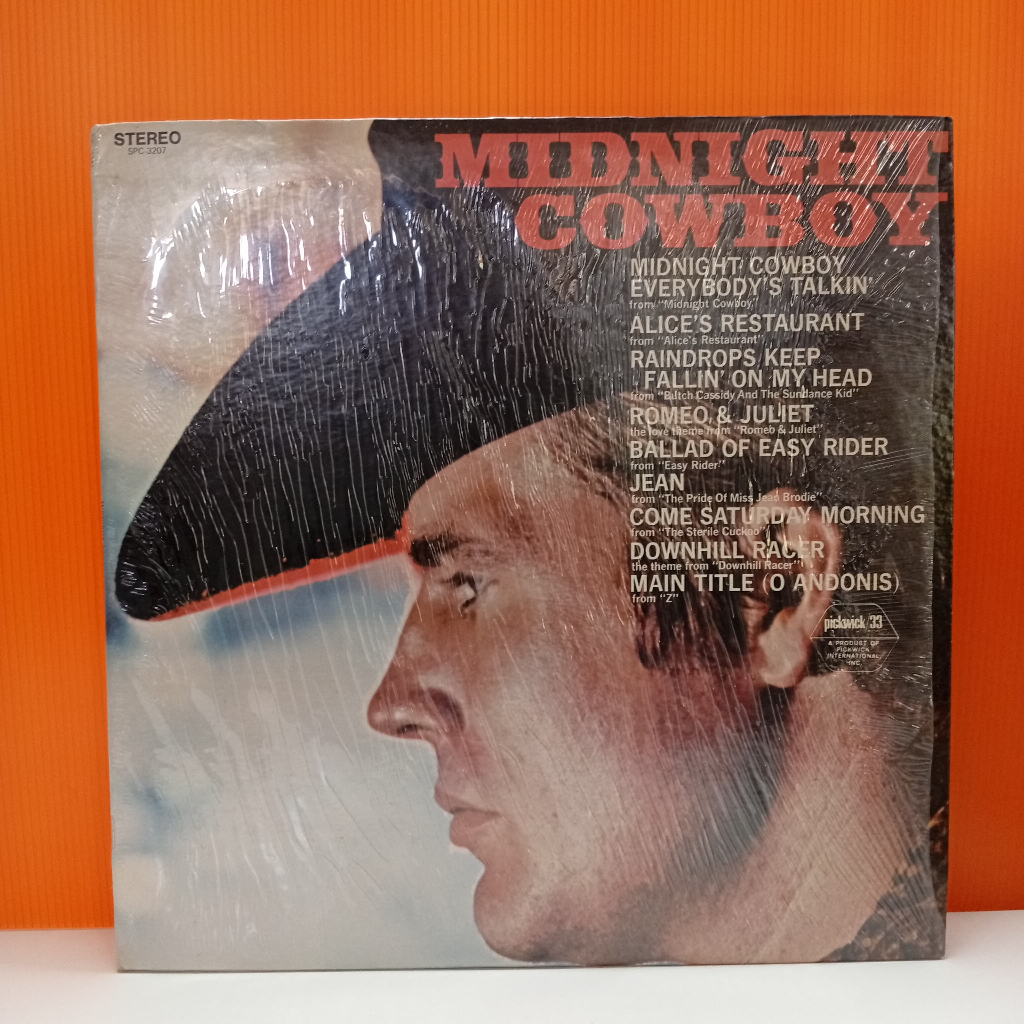 STEREO
SPC-3207
MIDNIGHT
COWBOY
MIDNIGHT COWBOY
EVERYBODY'S TALKIN'
from "Midnight Cowboy"
ALICE'S RESTAURANT
from "Alice's Restaurant"
RAINDROPS KEEP
FALLIN' ON MY HEAD
from "Butch Cassidy And The Sundance Kid"
ROMEO & JULIET
the love theme from "Romeo & Juliet"
BALLAD OF EASY RIDER
from "Easy Rider"
JEAN
from "The Pride Of Miss Jean Brodie"
COME SATURDAY MORNING
from "The Sterile Cuckoo"
DOWNHILL RACER
the theme from "Downhill Racer"
MAIN TITLE (O ANDONIS)
from "Z"
pickwick/33
A PRODUCT OF
PICKWICK
INTERNATIONAL,
INC.